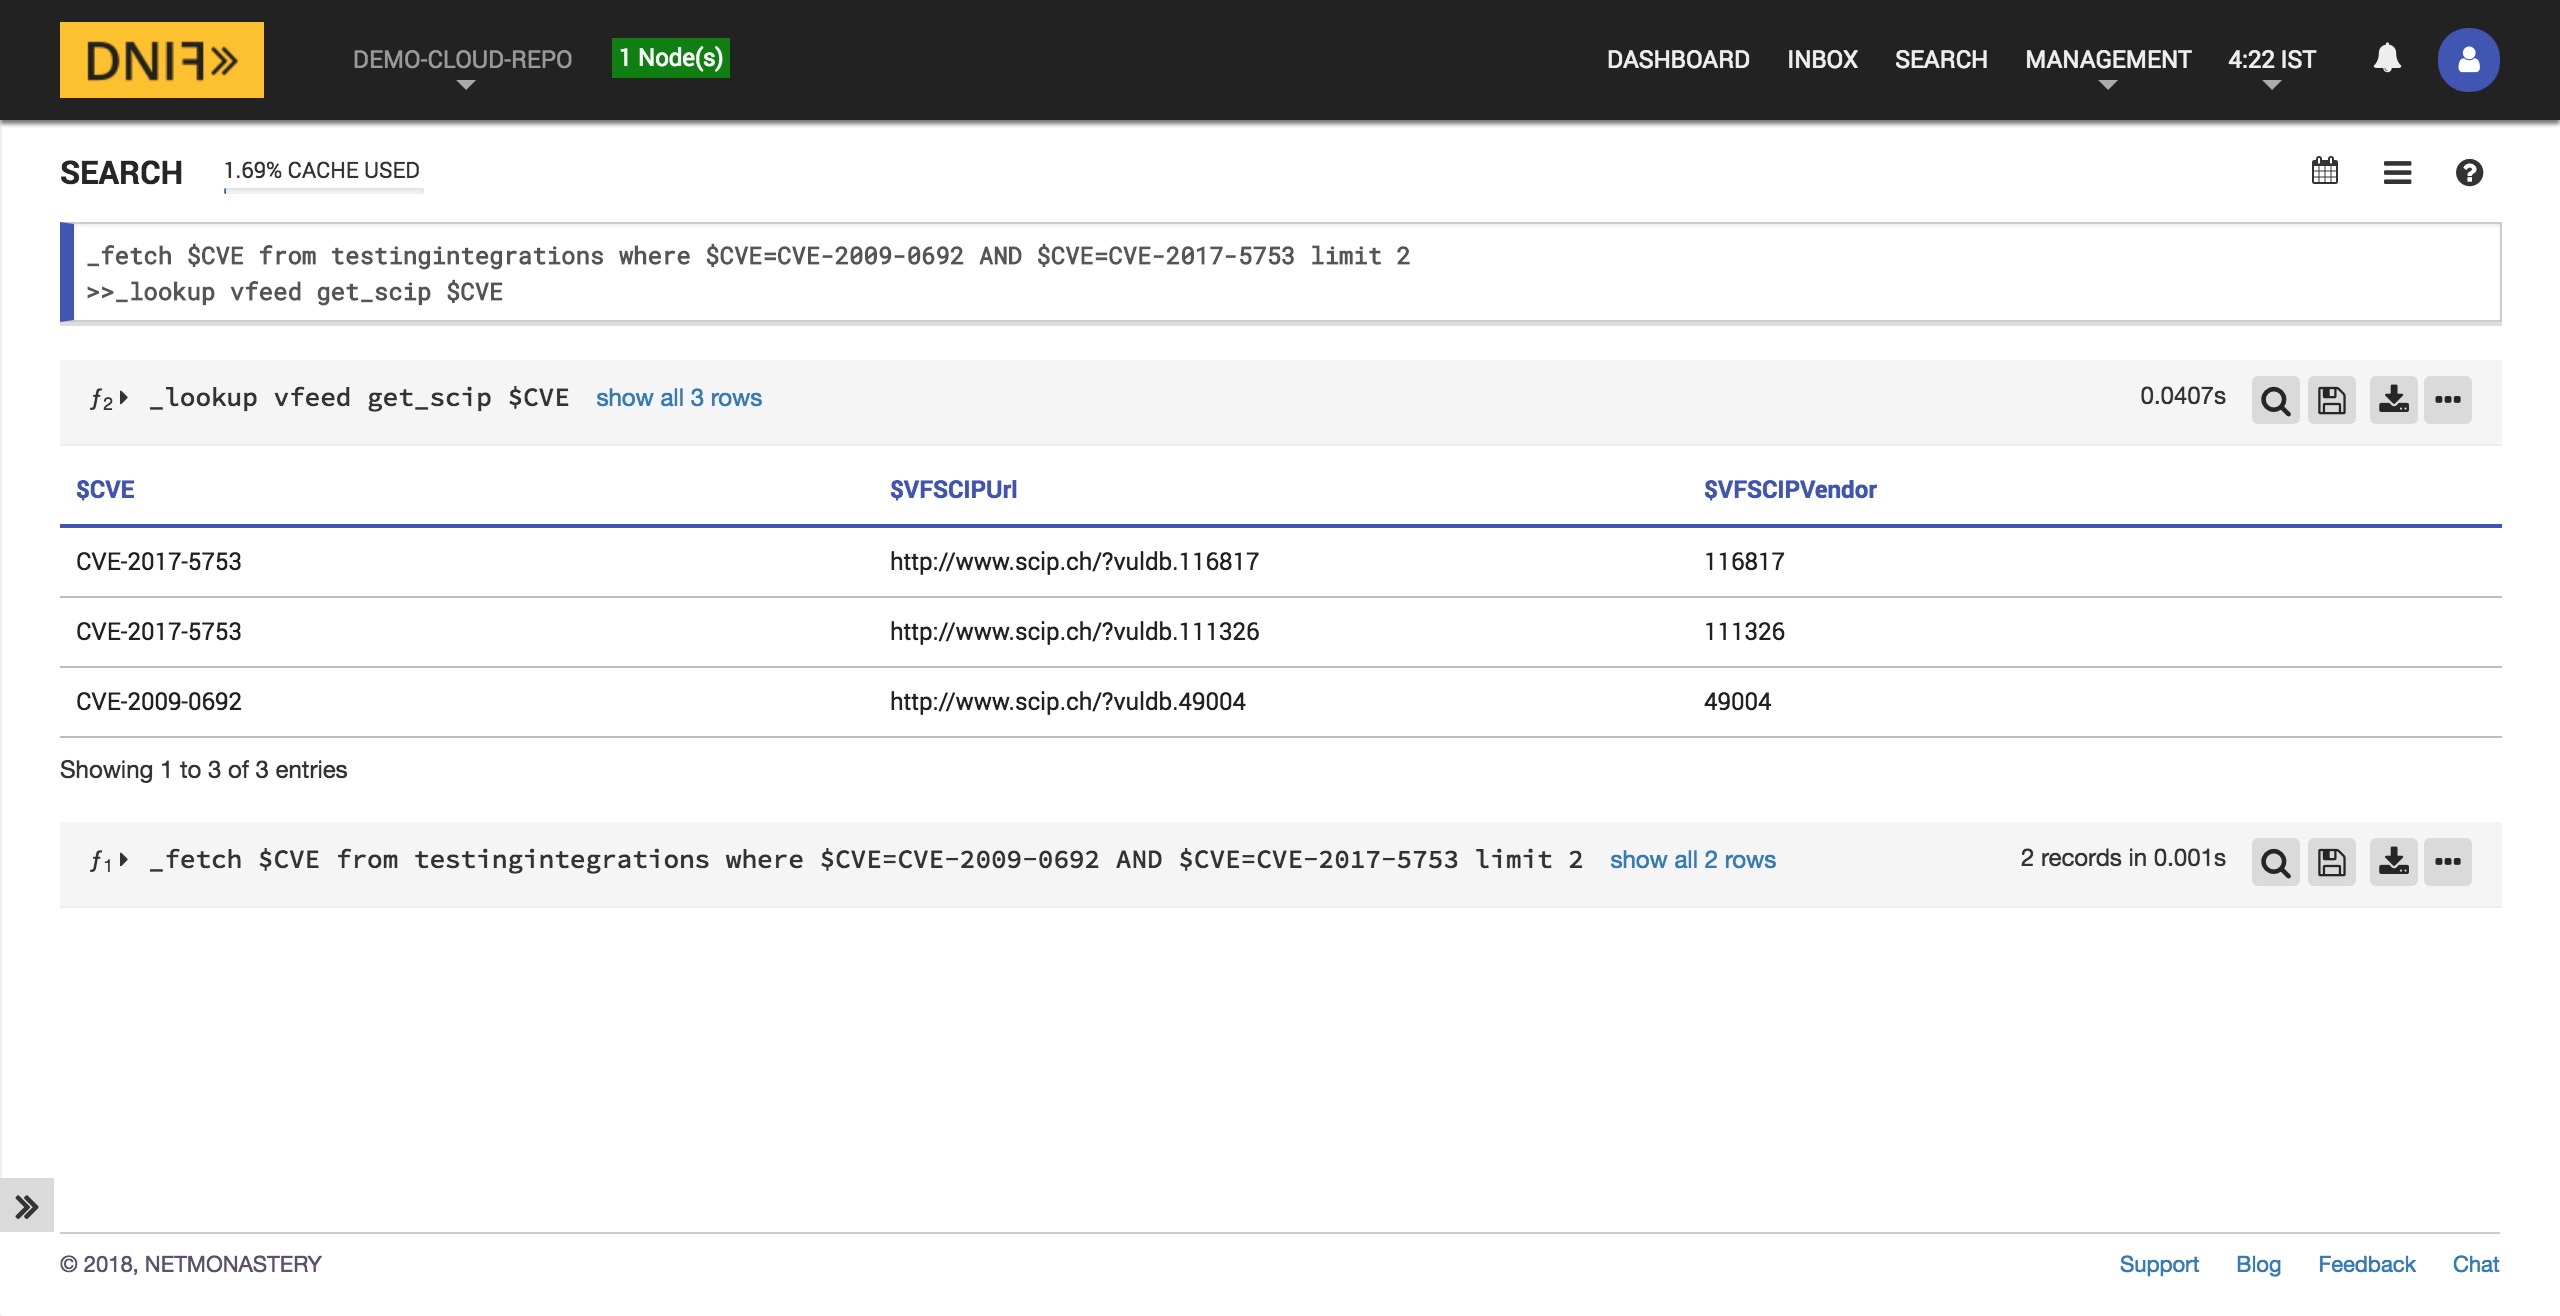 DNIF»
DEMO-CLOUD-REPO
1 Node(s)
DASHBOARD
INBOX
SEARCH
MANAGEMENT
4:22 IST
SEARCH
1.69% CACHE USED
_fetch $CVE from testingintegrations where $CVE=CVE-2009-0692 AND $CVE=CVE-2017-5753 limit 2
>>_lookup vfeed get_scip $CVE
ƒ2 _lookup vfeed get_scip $CVE show all 3 rows 0.0407s
$CVE $VFSCIPUrl $VFSCIPVendor
CVE-2017-5753 http://www.scip.ch/?vuldb.116817 116817
CVE-2017-5753 http://www.scip.ch/?vuldb.111326 111326
CVE-2009-0692 http://www.scip.ch/?vuldb.49004 49004
Showing 1 to 3 of 3 entries
ƒ1 _fetch $CVE from testingintegrations where $CVE=CVE-2009-0692 AND $CVE=CVE-2017-5753 limit 2 show all 2 rows 2 records in 0.001s
© 2018, NETMONASTERY
Support Blog Feedback Chat